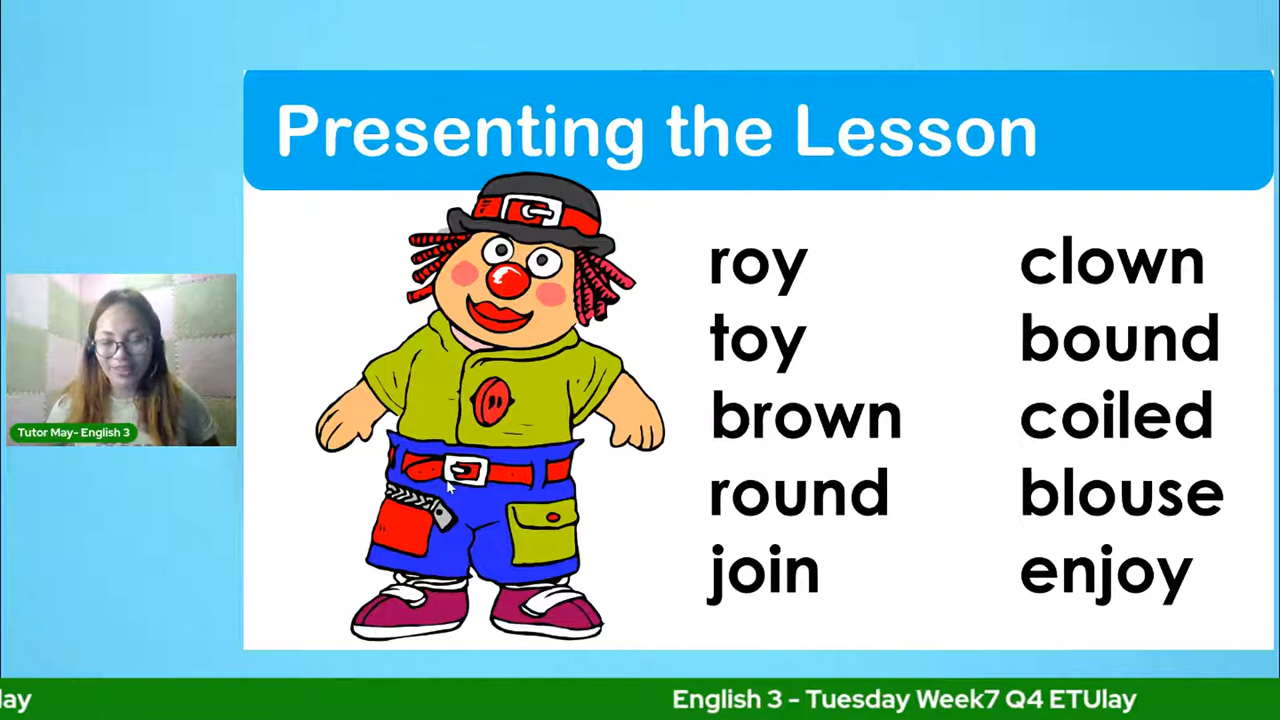 Presenting the Lesson
roy
toy
brown
round
join
clown
bound
coiled
blouse
enjoy
Tutor May- English 3
lay
English 3 - Tuesday Week7 Q4 ETUlay